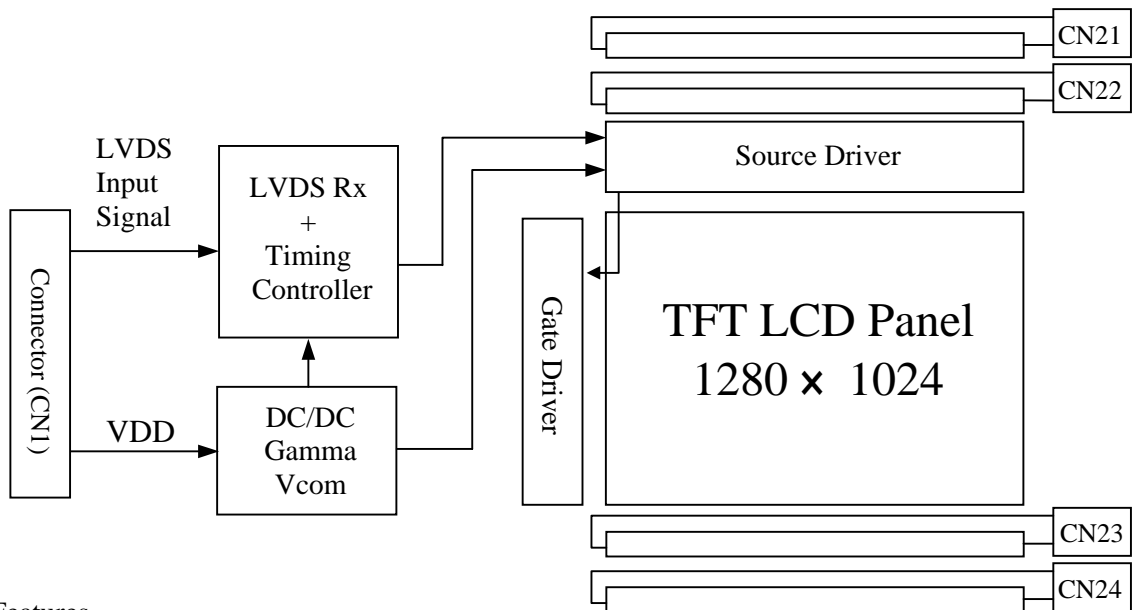 CN21
CN22
LVDS
Input
Signal
LVDS Rx
+
Timing
Controller
Source Driver
Connector (CN1)
Gate Driver
TFT LCD Panel
1280 × 1024
VDD
DC/DC
Gamma
Vcom
CN23
CN24
Features